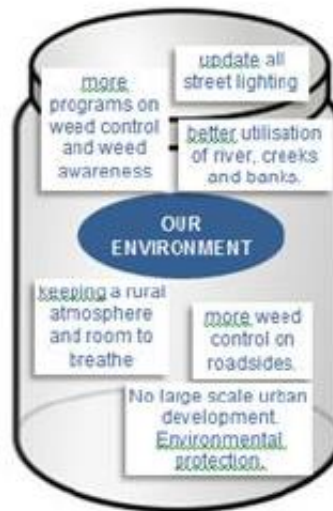 more
programs on
weed control
and weed
awareness
update all
street lighting
better utilisation
of river, creeks
and banks.
OUR
ENVIRONMENT
keeping a rural
atmosphere
and room to
breathe
more weed
control on
roadsides.
No large scale urban
development.
Environmental
protection.